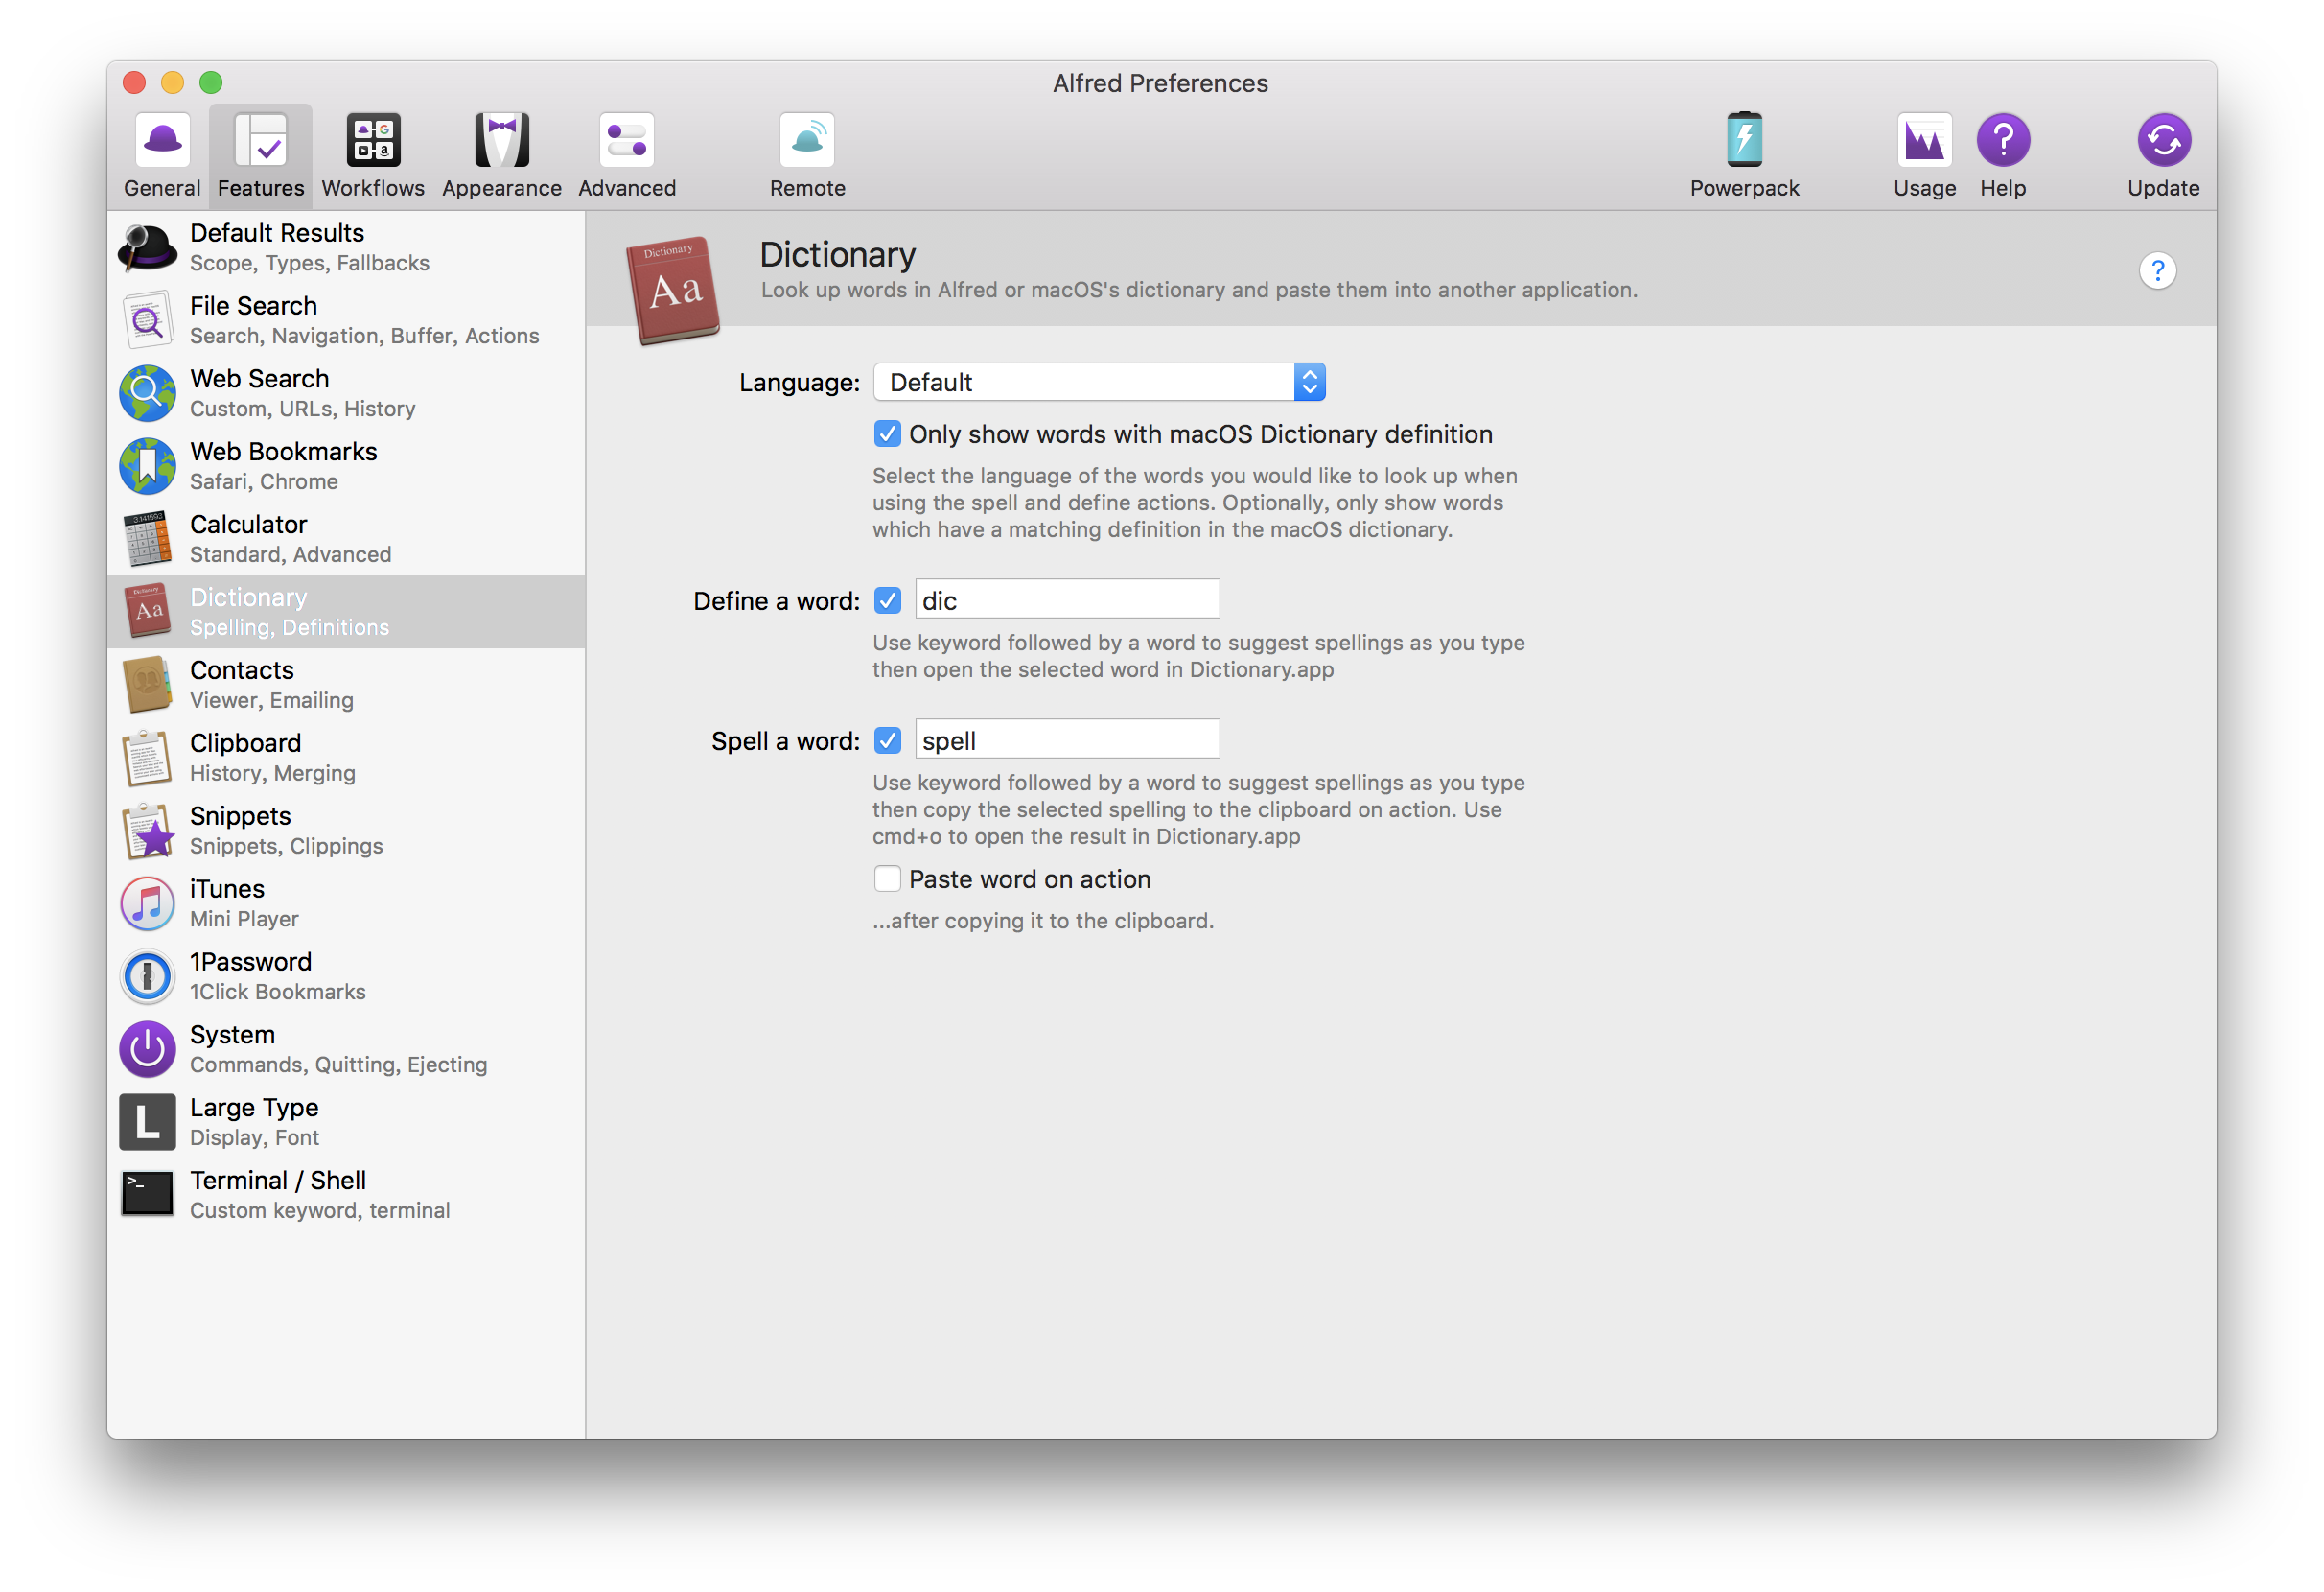 Alfred Preferences
General Features Workflows Appearance Advanced Remote Powerpack Usage Help Update
Default Results
Scope, Types, Fallbacks
File Search
Search, Navigation, Buffer, Actions
Web Search
Custom, URLs, History
Web Bookmarks
Safari, Chrome
3.141593
Calculator
Standard, Advanced
Dictionary
Aa
Dictionary
Spelling, Definitions
Contacts
Viewer, Emailing
Clipboard
History, Merging
Snippets
Snippets, Clippings
iTunes
Mini Player
1Password
1Click Bookmarks
System
Commands, Quitting, Ejecting
L
Large Type
Display, Font
>_
Terminal / Shell
Custom keyword, terminal
Dictionary
Aa
Dictionary
Look up words in Alfred or macOS's dictionary and paste them into another application.
?
Language: Default
Only show words with macOS Dictionary definition
Select the language of the words you would like to look up when
using the spell and define actions. Optionally, only show words
which have a matching definition in the macOS dictionary.
Define a word: dic
Use keyword followed by a word to suggest spellings as you type
then open the selected word in Dictionary.app
Spell a word: spell
Use keyword followed by a word to suggest spellings as you type
then copy the selected spelling to the clipboard on action. Use
cmd+o to open the result in Dictionary.app
Paste word on action
...after copying it to the clipboard.